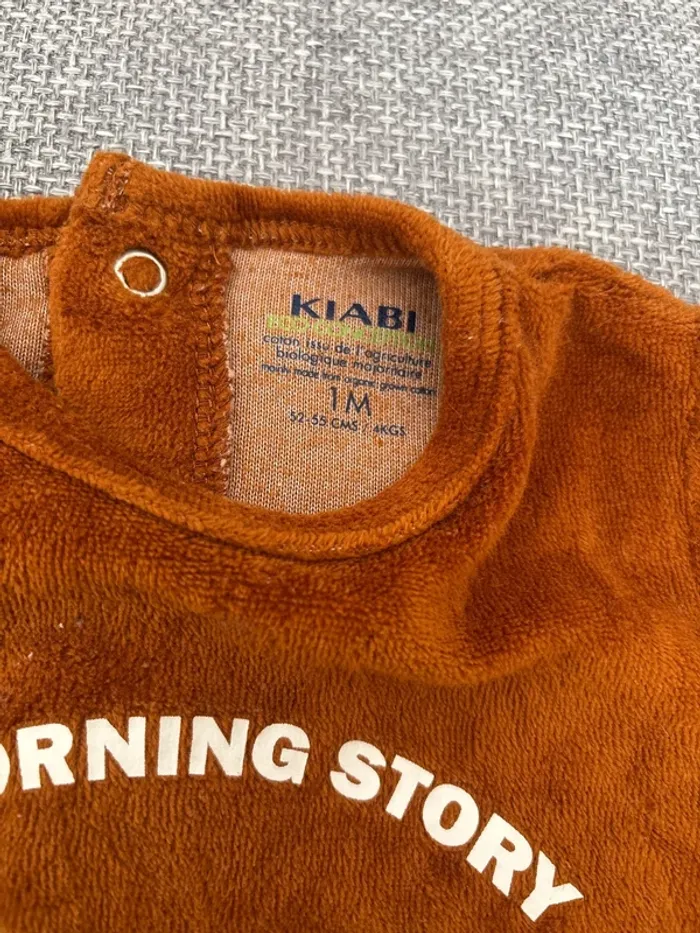 KIABI
coton issu de l'agriculture
biologique majoritaire
1M
52-55 CMS / 4KGS
ORNING STORY